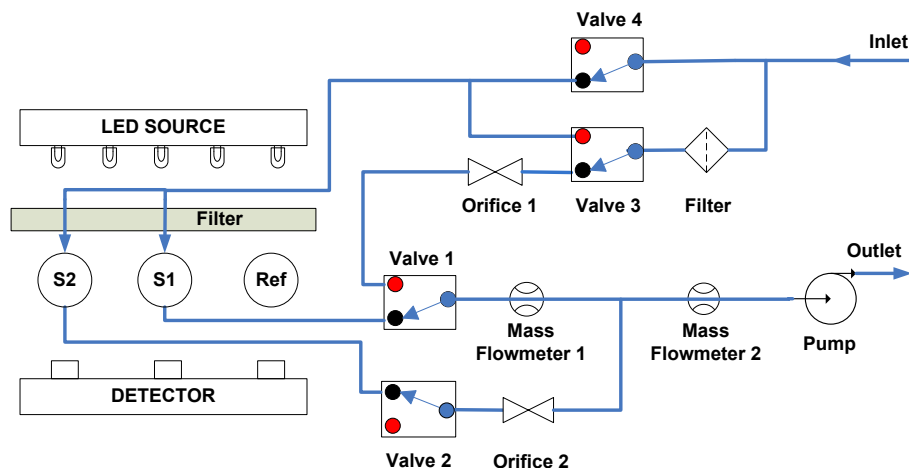 Valve 4
Inlet
LED SOURCE
Orifice 1
Valve 3
Filter
Filter
S2
S1
Ref
Valve 1
Outlet
Mass
Flowmeter 1
Mass
Flowmeter 2
Pump
DETECTOR
Valve 2
Orifice 2